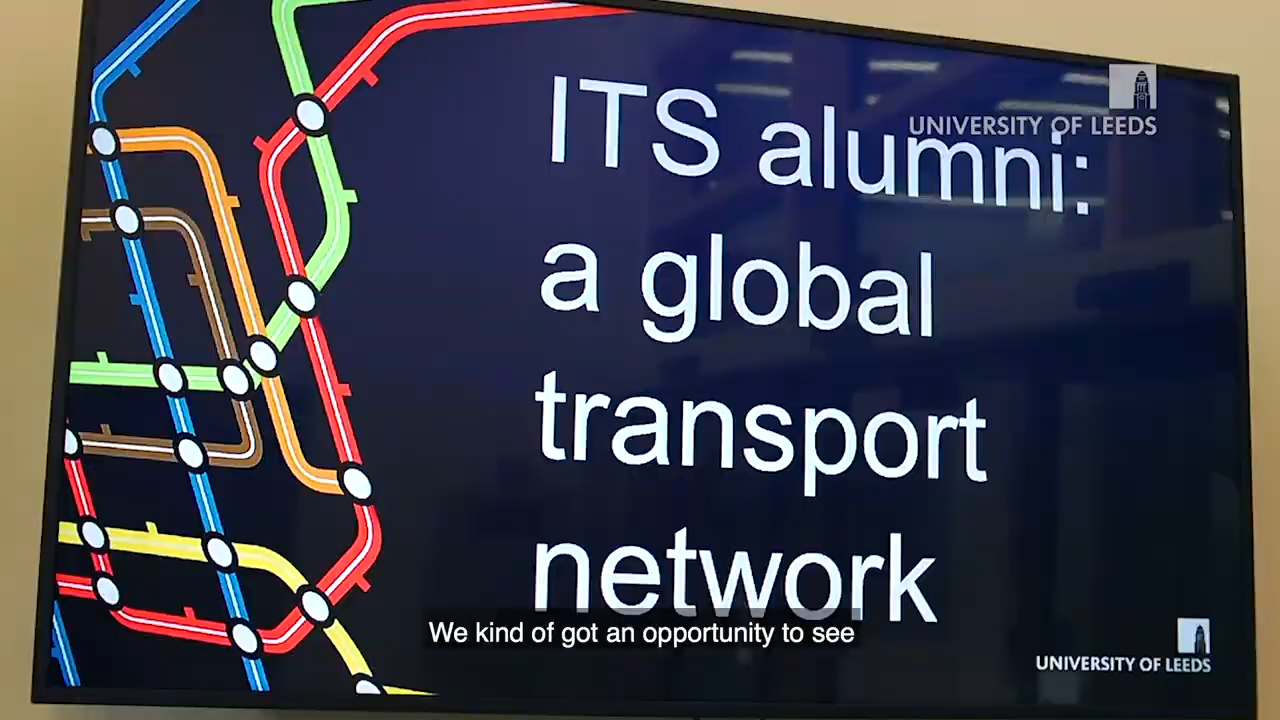 ITS alumni:
UNIVERSITY OF LEEDS
a global
transport
network
We kind of got an opportunity to see
UNIVERSITY OF LEEDS